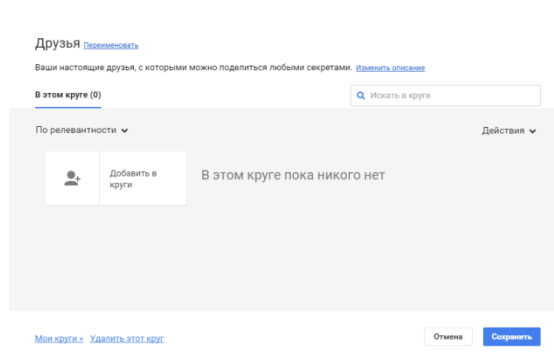 Друзья Переименовать
Ваши настоящие друзья, с которыми можно поделиться любыми секретами. Изменить описание
В этом круге (0)
Искать в круге
По релевантности
Действия
Добавить в
круги
В этом круге пока никого нет
Мои круги » Удалить этот круг
Отмена
Сохранить